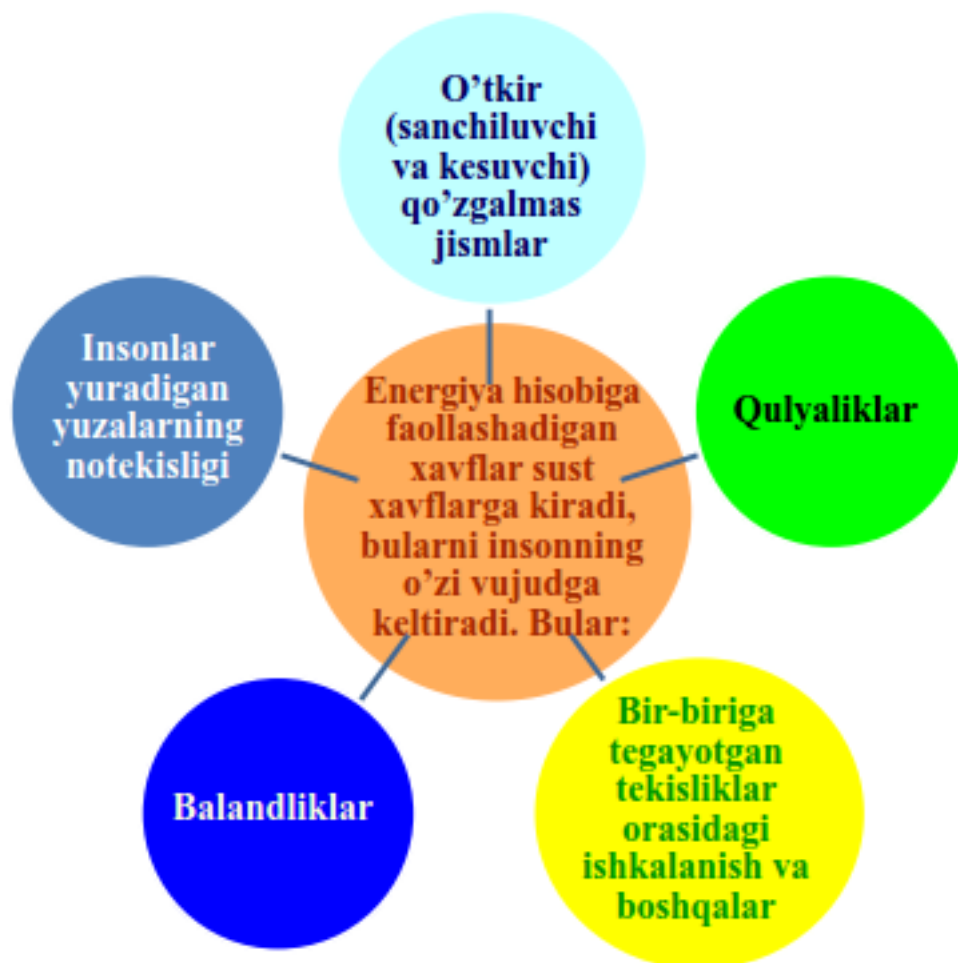 O’tkir
(sanchiluvchi
va kesuvchi)
qo’zgalmas
jismlar
Insonlar
yuradigan
yuzalarning
notekisligi
Energiya hisobiga
faollashadigan
xavflar sust
xavflarga kiradi,
bularni insonning
o’zi vujudga
keltiradi. Bular:
Qulyaliklar
Balandliklar
Bir-biriga
tegayotgan
tekisliklar
orasidagi
ishkalanish va
boshqalar